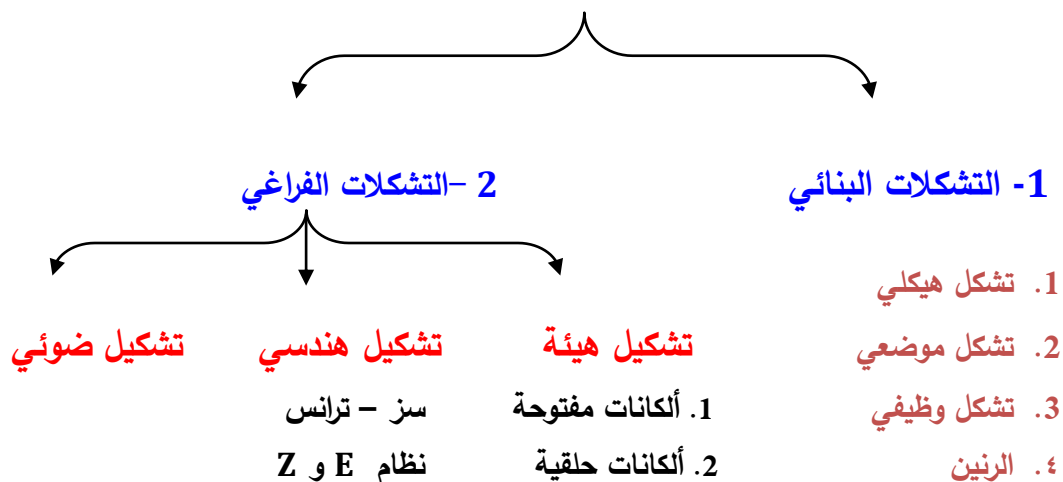 1- التشكلات البنائي
2 –التشكلات الفراغي
1. تشكل هيكلي
2. تشكل موضعي
3. تشكل وظيفي
٤. الرنين
تشكيل هيئة
1. ألكانات مفتوحة
2. ألكانات حلقية
تشكيل هندسي
سز – ترانس
نظام E و Z
تشكيل ضوئي